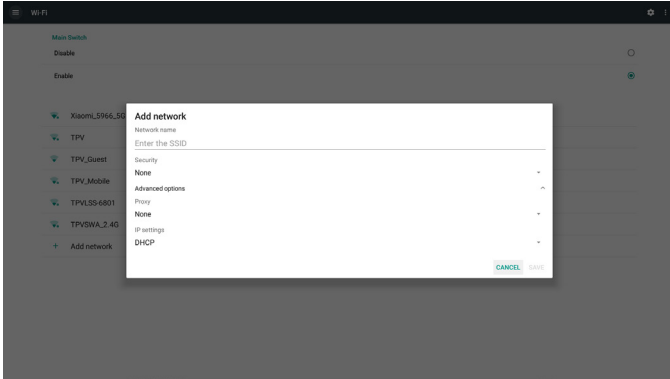 Wi-Fi
Main Switch
Disable
Enable
Xiaomi_5966_5G
TPV
TPV_Guest
TPV_Mobile
TPVLSS-6801
TPVSWA_2.4G
+ Add network
Add network
Network name
Enter the SSID
Security
None
Advanced options
Proxy
None
IP settings
DHCP
CANCEL SAVE